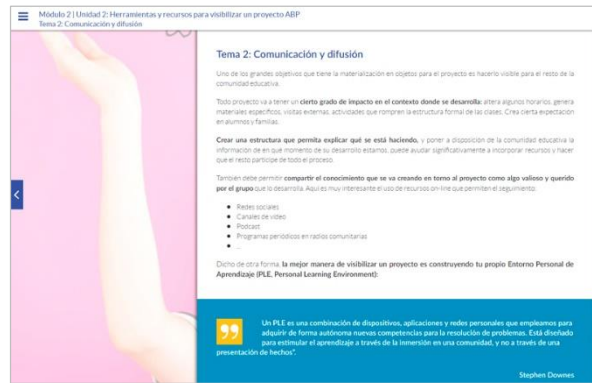 Módulo 2 | Unidad 2: Herramientas y recursos para visibilizar un proyecto ABP
Tema 2: Comunicación y difusión
Tema 2: Comunicación y difusión
Uno de los grandes objetivos que tiene la materialización en objetos para el proyecto es hacerlo visible para el resto de la
comunidad educativa.
Todo proyecto va a tener un cierto grado de impacto en el contexto donde se desarrolla: altera algunos horarios, genera
materiales específicos, visitas externas, actividades que rompren la estructura formal de las clases. Crea cierta expectación
en alumnos y familias.
Crear una estructura que permita explicar qué se está haciendo, y poner a disposición de la comunidad educativa la
información de en que momento de su desarrollo estamos, puede ayudar significativamente a incorporar recursos y hacer
que el resto participe de todo el proceso.
También debe permitir compartir el conocimiento que se va creando en torno al proyecto como algo valioso y querido
por el grupo que lo desarrolla. Aquí es muy interesante el uso de recursos on-line que permiten el seguimiento:
Redes sociales
Canales de vídeo
Podcast
Programas periódicos en radios comunitarias
...
Dicho de otra forma, la mejor manera de visibilizar un proyecto es construyendo tu propio Entorno Personal de
Aprendizaje (PLE, Personal Learning Environment):
Un PLE es una combinación de dispositivos, aplicaciones y redes personales que empleamos para
adquirir de forma autónoma nuevas competencias para la resolución de problemas. Está diseñado
para estimular el aprendizaje a través de la inmersión en una comunidad, y no a través de una
presentación de hechos".
Stephen Downes